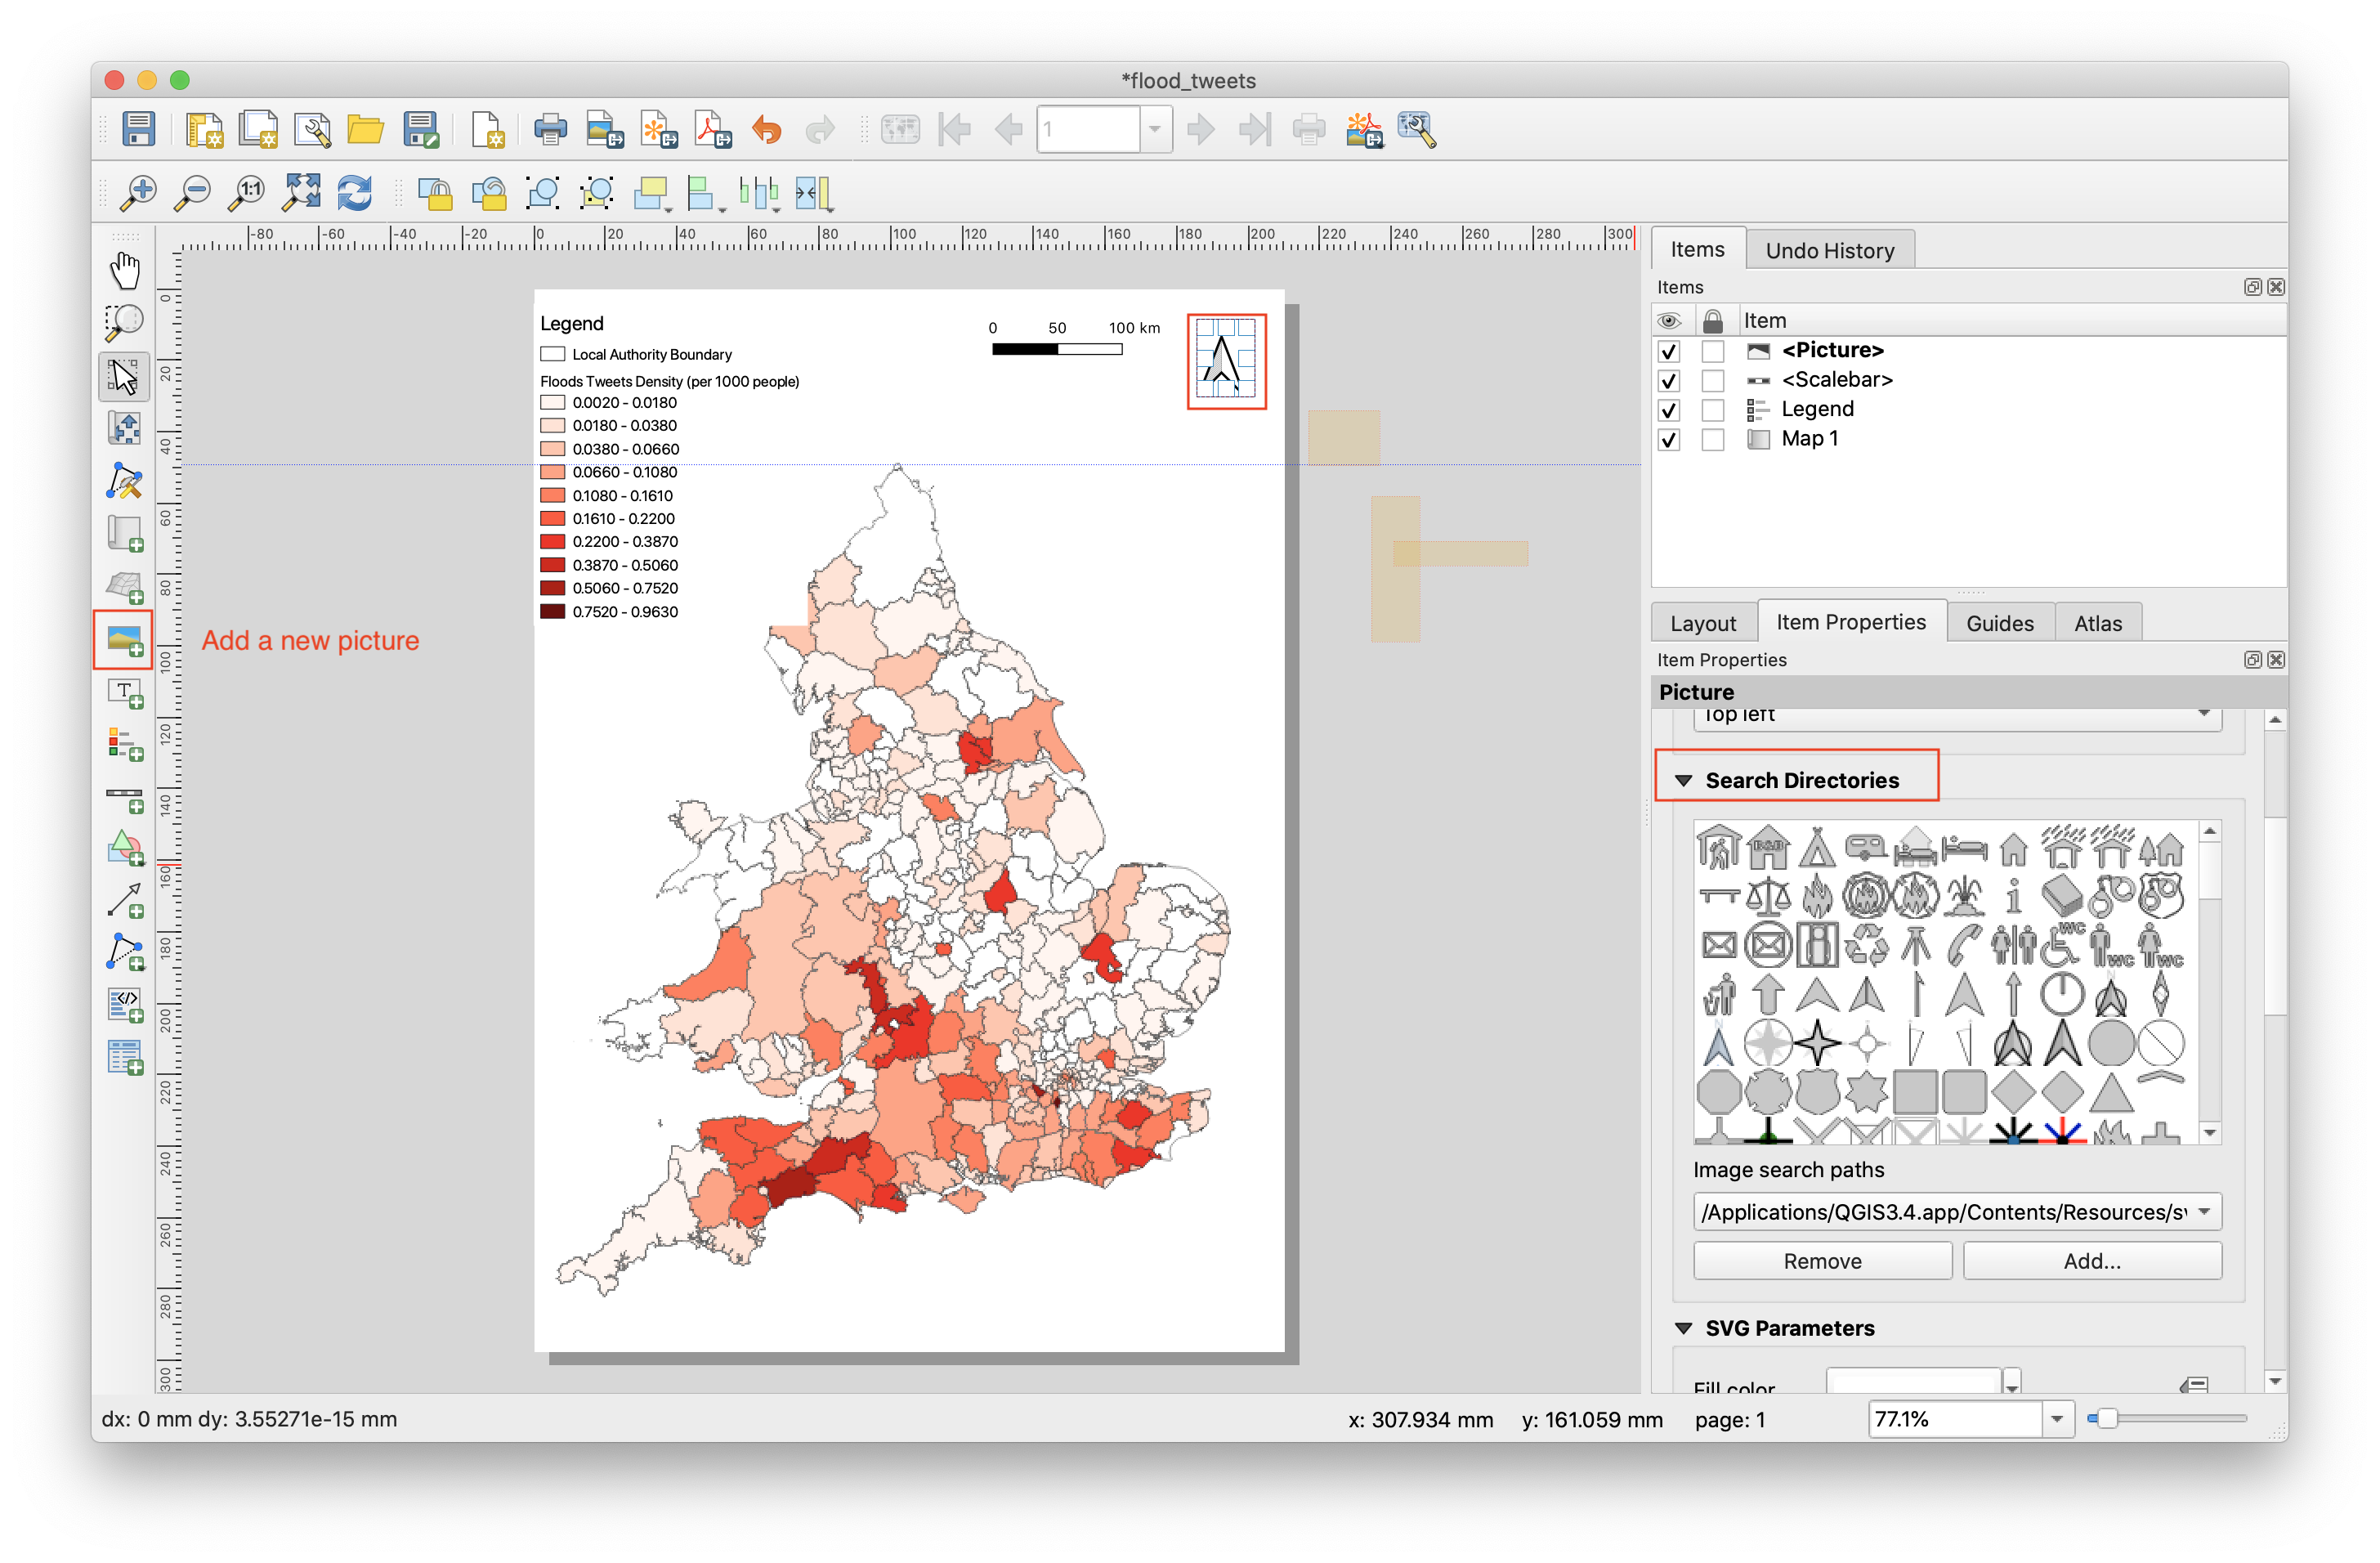 *flood_tweets
1
1:1
-80 -60 -40 -20 0 20 40 60 80 100 120 140 160 180 200 220 240 260 280 300
0 20 40 60 80 100 120 140 160 180 200 220 240 260 280 300
Legend
Local Authority Boundary
Floods Tweets Density (per 1000 people)
0.0020 - 0.0180
0.0180 - 0.0380
0.0380 - 0.0660
0.0660 - 0.1080
0.1080 - 0.1610
0.1610 - 0.2200
0.2200 - 0.3870
0.3870 - 0.5060
0.5060 - 0.7520
0.7520 - 0.9630
0 50 100 km
Add a new picture
T
Items Undo History
Items
Item
<Picture>
<Scalebar>
Legend
Map 1
Layout Item Properties Guides Atlas
Item Properties
Picture
Top left
Search Directories
B&B
i
WC
WC WC
Image search paths
/Applications/QGIS3.4.app/Contents/Resources/sv
Remove Add...
SVG Parameters
Fill color
dx: 0 mm dy: 3.55271e-15 mm x: 307.934 mm y: 161.059 mm page: 1 77.1%